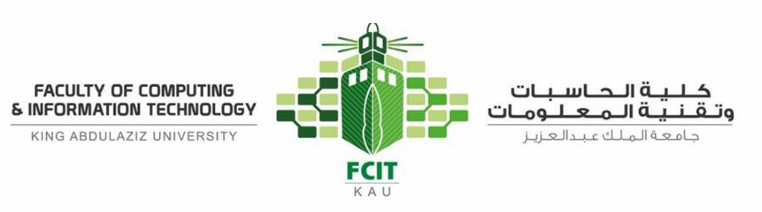 FACULTY OF COMPUTING
& INFORMATION TECHNOLOGY
KING ABDULAZIZ UNIVERSITY
FCIT
KAU
كلية الحاسبات
وتقنية المعلومات
جامعة الملك عبدالعزيز